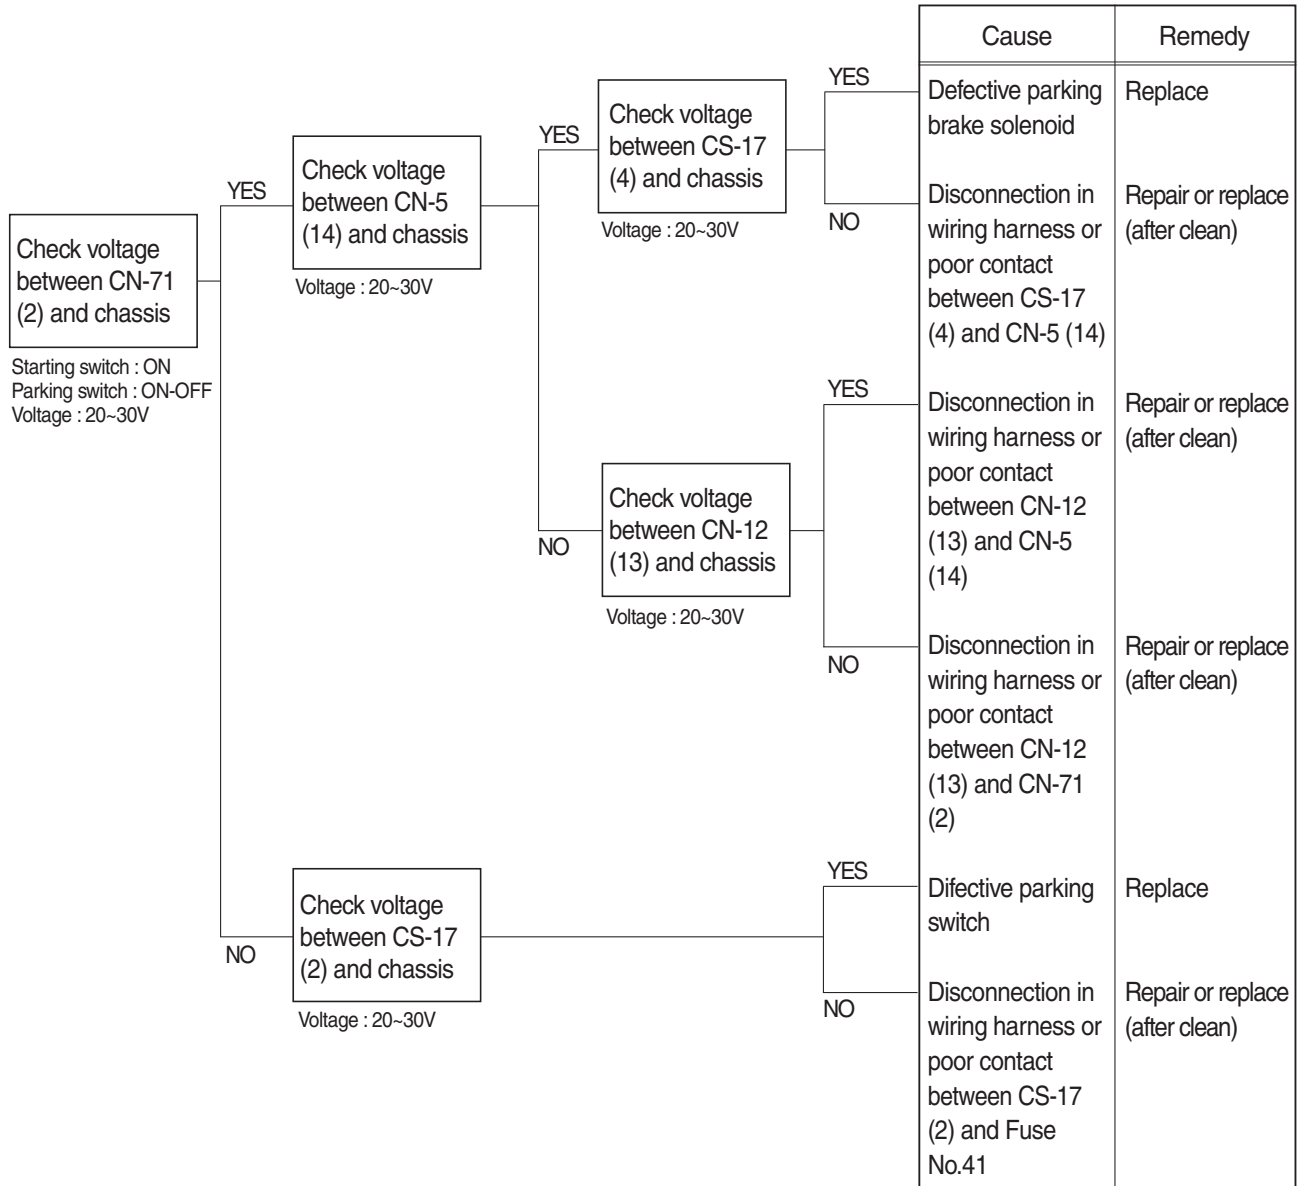 Check voltage
between CN-71
(2) and chassis
Starting switch : ON
Parking switch : ON-OFF
Voltage : 20~30V
YES
Check voltage
between CN-5
(14) and chassis
Voltage : 20~30V
NO
Check voltage
between CS-17
(2) and chassis
Voltage : 20~30V
YES
Check voltage
between CS-17
(4) and chassis
Voltage : 20~30V
NO
Check voltage
between CN-12
(13) and chassis
Voltage : 20~30V
Cause
Remedy
YES
Defective parking
brake solenoid
Replace
NO
Disconnection in
wiring harness or
poor contact
between CS-17
(4) and CN-5 (14)
Repair or replace
(after clean)
YES
Disconnection in
wiring harness or
poor contact
between CN-12
(13) and CN-5
(14)
Repair or replace
(after clean)
NO
Disconnection in
wiring harness or
poor contact
between CN-12
(13) and CN-71
(2)
Repair or replace
(after clean)
YES
Difective parking
switch
Replace
NO
Disconnection in
wiring harness or
poor contact
between CS-17
(2) and Fuse
No.41
Repair or replace
(after clean)